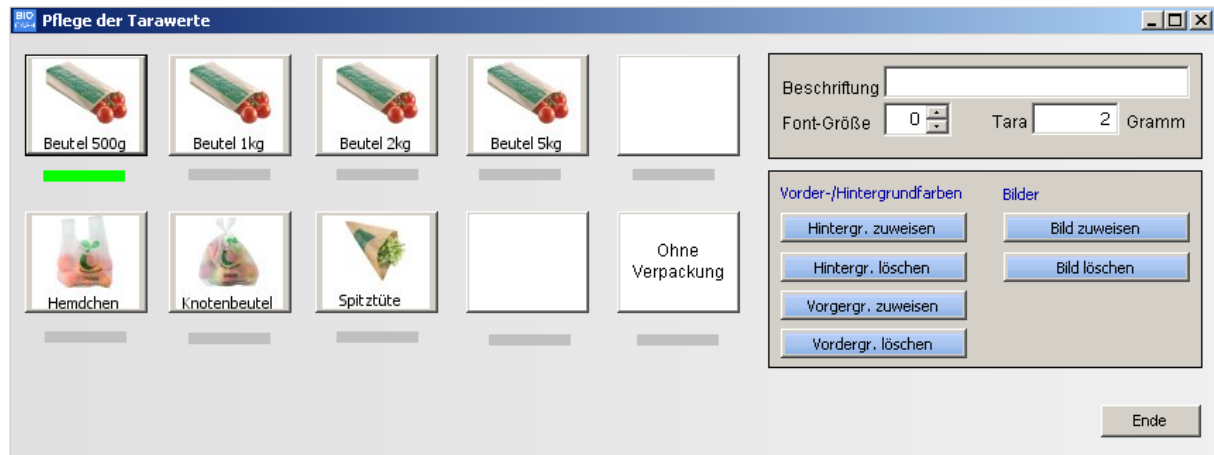 BIO
CASH
Pflege der Tarawerte
Beutel 500g
Beutel 1kg
Beutel 2kg
Beutel 5kg
Beschriftung
Font-Größe 0 Tara 2 Gramm
Vorder-/Hintergrundfarben
Bilder
Hintergr. zuweisen
Bild zuweisen
Hintergr. löschen
Bild löschen
Vorgergr. zuweisen
Vordergr. löschen
Hemdchen
Knotenbeutel
Spitztüte
Ohne
Verpackung
Ende